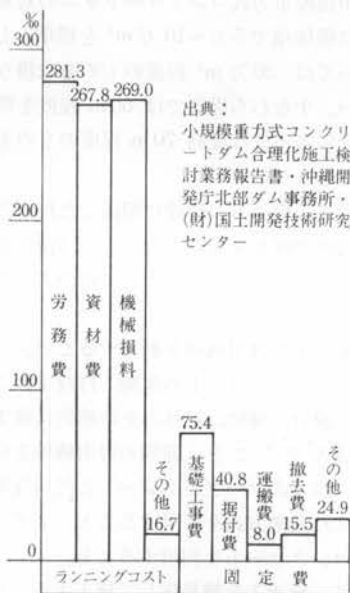 ‰
300
281.3
267.8
269.0
出典：
小規模重力式コンクリ
ートダム合理化施工検
討業務報告書・沖縄開
発庁北部ダム事務所・
(財)国土開発技術研究
センター
200
労務費
資材費
機械損料
100
その他
16.7
75.4
基礎工事費
40.8
据付費
運搬費
8.0
撤去費
15.5
その他
24.9
0
ランニングコスト
固定費